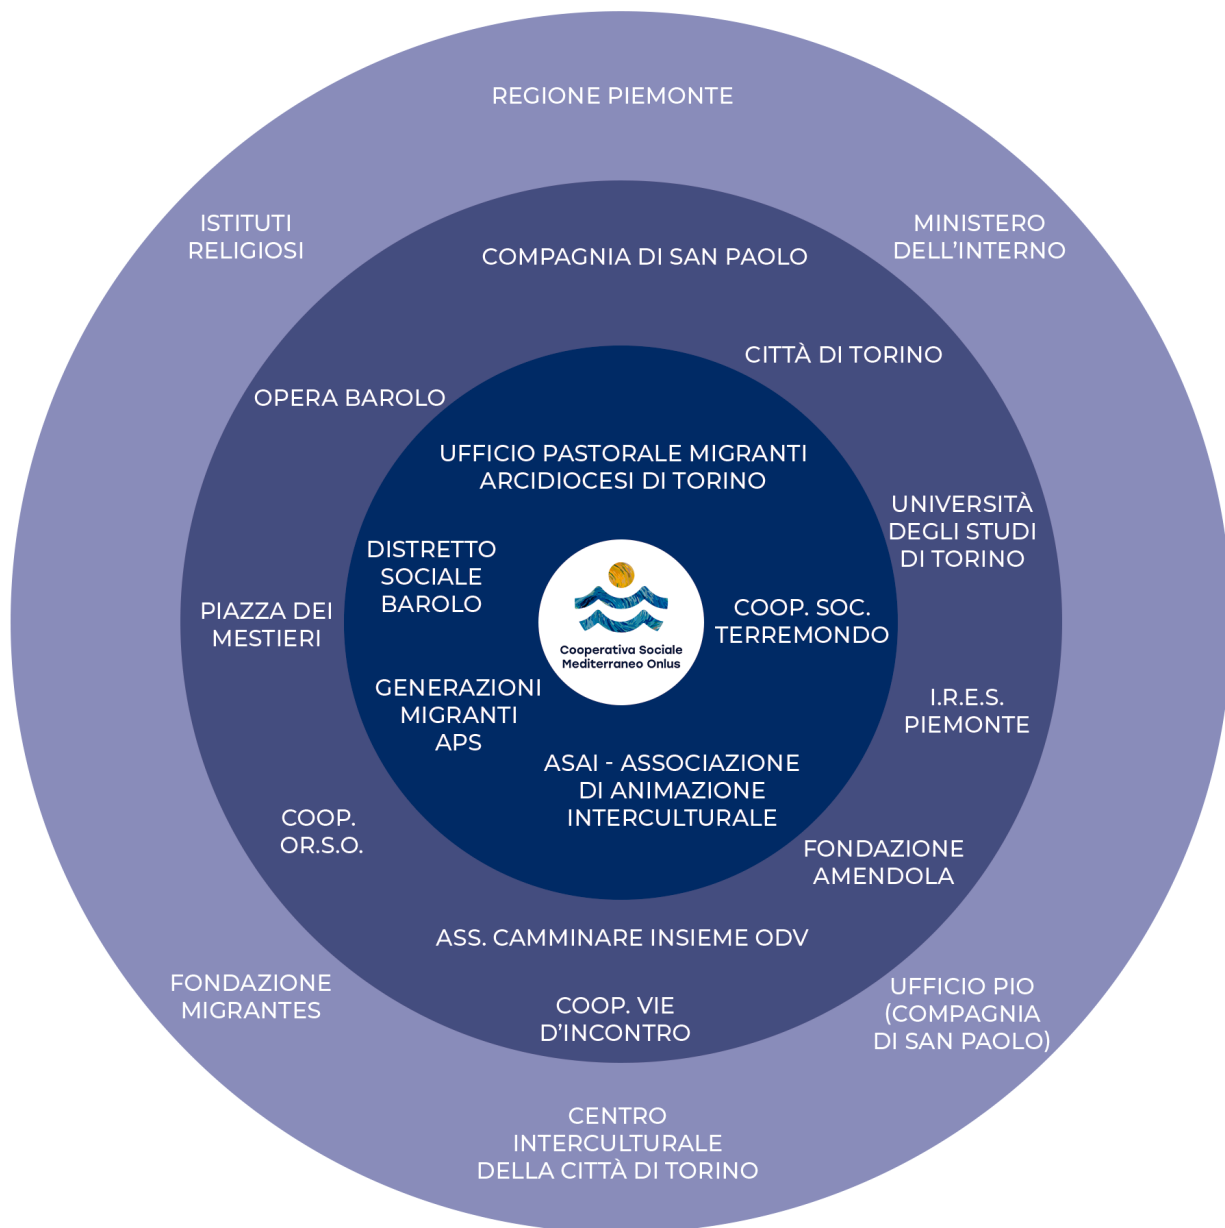 REGIONE PIEMONTE
ISTITUTI
RELIGIOSI
MINISTERO
DELL'INTERNO
COMPAGNIA DI SAN PAOLO
CITTÀ DI TORINO
OPERA BAROLO
UFFICIO PASTORALE MIGRANTI
ARCIDIOCESI DI TORINO
UNIVERSITÀ
DEGLI STUDI
DI TORINO
DISTRETTO
SOCIALE
BAROLO
PIAZZA DEI
MESTIERI
COOP. SOC.
TERREMONDO
Cooperativa Sociale
Mediterraneo Onlus
GENERAZIONI
MIGRANTI
APS
I.R.E.S.
PIEMONTE
ASAI - ASSOCIAZIONE
DI ANIMAZIONE
INTERCULTURALE
COOP.
OR.S.O.
FONDAZIONE
AMENDOLA
ASS. CAMMINARE INSIEME ODV
FONDAZIONE
MIGRANTES
COOP. VIE
D'INCONTRO
UFFICIO PIO
(COMPAGNIA
DI SAN PAOLO)
CENTRO
INTERCULTURALE
DELLA CITTÀ DI TORINO